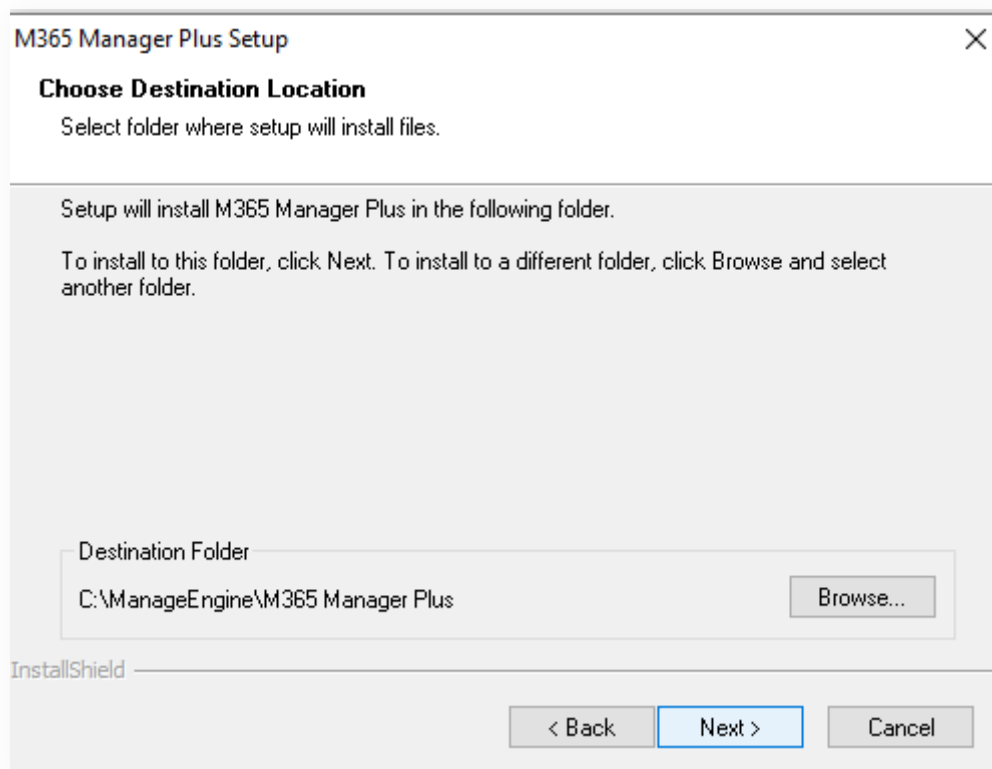 M365 Manager Plus Setup
Choose Destination Location
Select folder where setup will install files.
Setup will install M365 Manager Plus in the following folder.
To install to this folder, click Next. To install to a different folder, click Browse and select
another folder.
Destination Folder
C:\ManageEngine\M365 Manager Plus
Browse...
InstallShield
< Back
Next >
Cancel